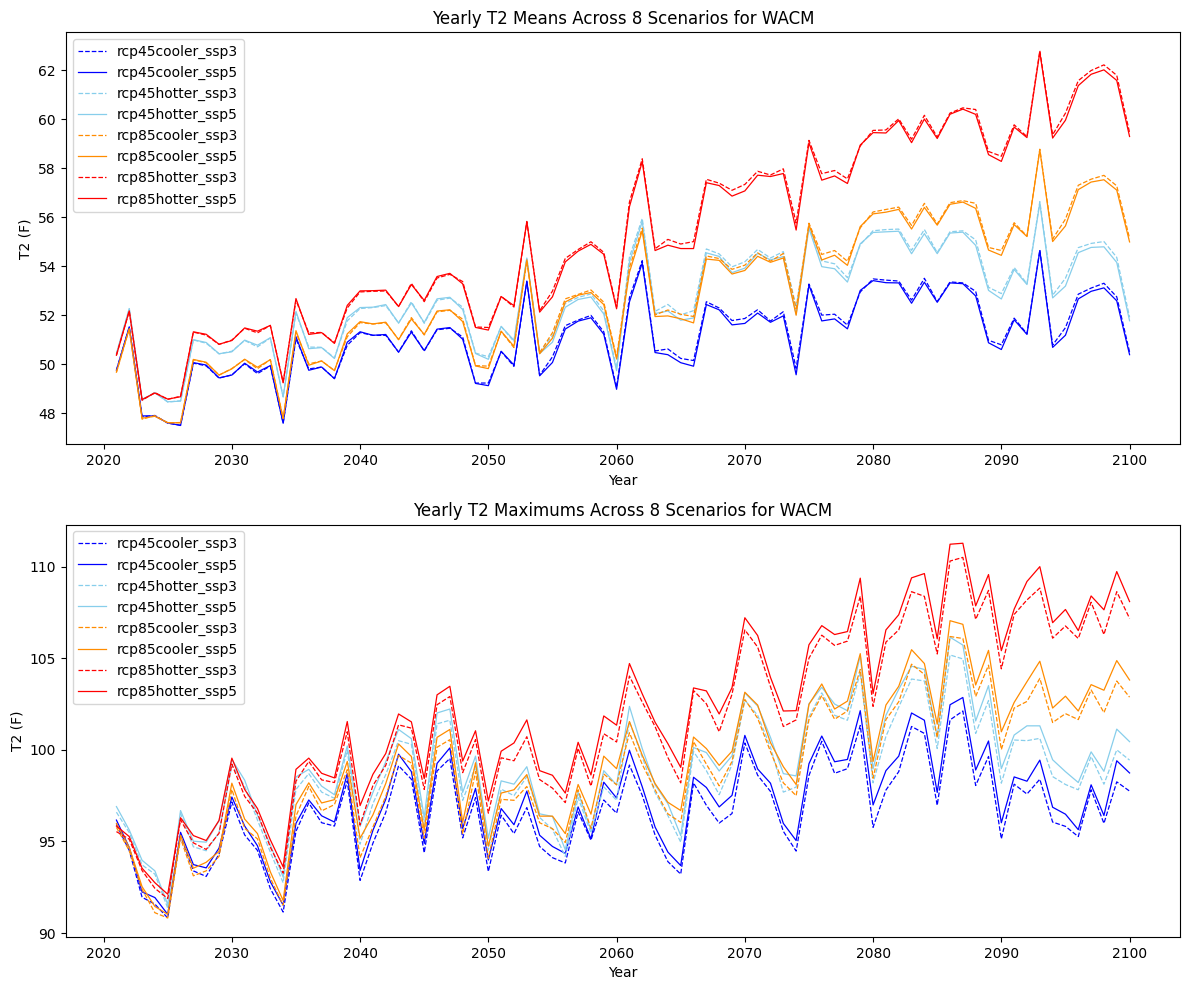 Yearly T2 Means Across 8 Scenarios for WACM
rcp45cooler_ssp3
rcp45cooler_ssp5
rcp45hotter_ssp3
rcp45hotter_ssp5
rcp85cooler_ssp3
rcp85cooler_ssp5
rcp85hotter_ssp3
rcp85hotter_ssp5
62
60
58
56
54
52
50
48
T2 (F)
2020 2030 2040 2050 2060 2070 2080 2090 2100
Year
Yearly T2 Maximums Across 8 Scenarios for WACM
rcp45cooler_ssp3
rcp45cooler_ssp5
rcp45hotter_ssp3
rcp45hotter_ssp5
rcp85cooler_ssp3
rcp85cooler_ssp5
rcp85hotter_ssp3
rcp85hotter_ssp5
110
105
100
95
90
T2 (F)
2020 2030 2040 2050 2060 2070 2080 2090 2100
Year